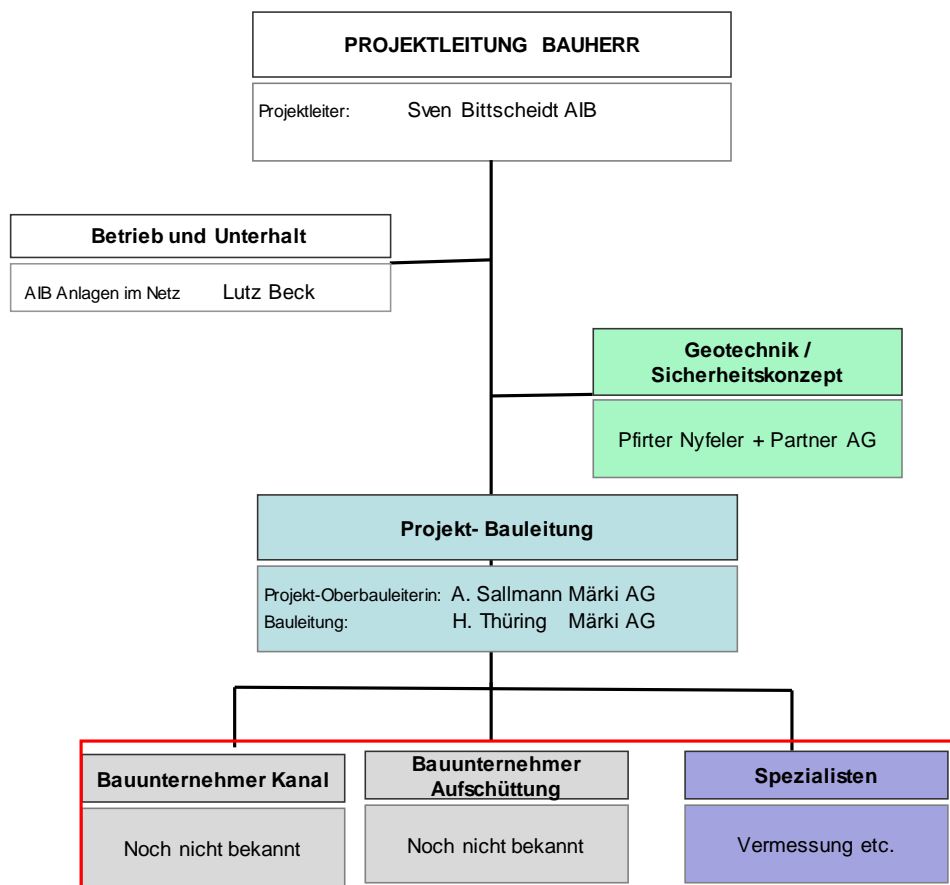 PROJEKTLEITUNG BAUHERR
Projektleiter: Sven Bittscheidt AIB
Betrieb und Unterhalt
AIB Anlagen im Netz Lutz Beck
Geotechnik /
Sicherheitskonzept
Pfirter Nyfeler + Partner AG
Projekt- Bauleitung
Projekt-Oberbauleiterin: A. Sallmann Märki AG
Bauleitung: H. Thüring Märki AG
Bauunternehmer Kanal
Noch nicht bekannt
Bauunternehmer
Aufschüttung
Noch nicht bekannt
Spezialisten
Vermessung etc.